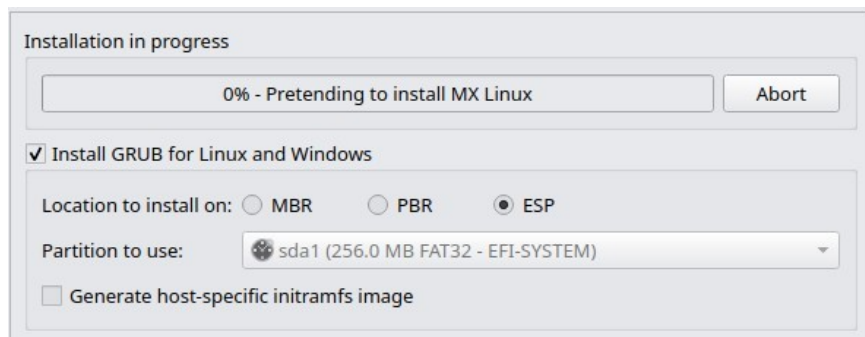 Installation in progress
0% - Pretending to install MX Linux
Abort
Install GRUB for Linux and Windows
Location to install on: MBR PBR ESP
Partition to use: sda1 (256.0 MB FAT32 - EFI-SYSTEM)
Generate host-specific initramfs image